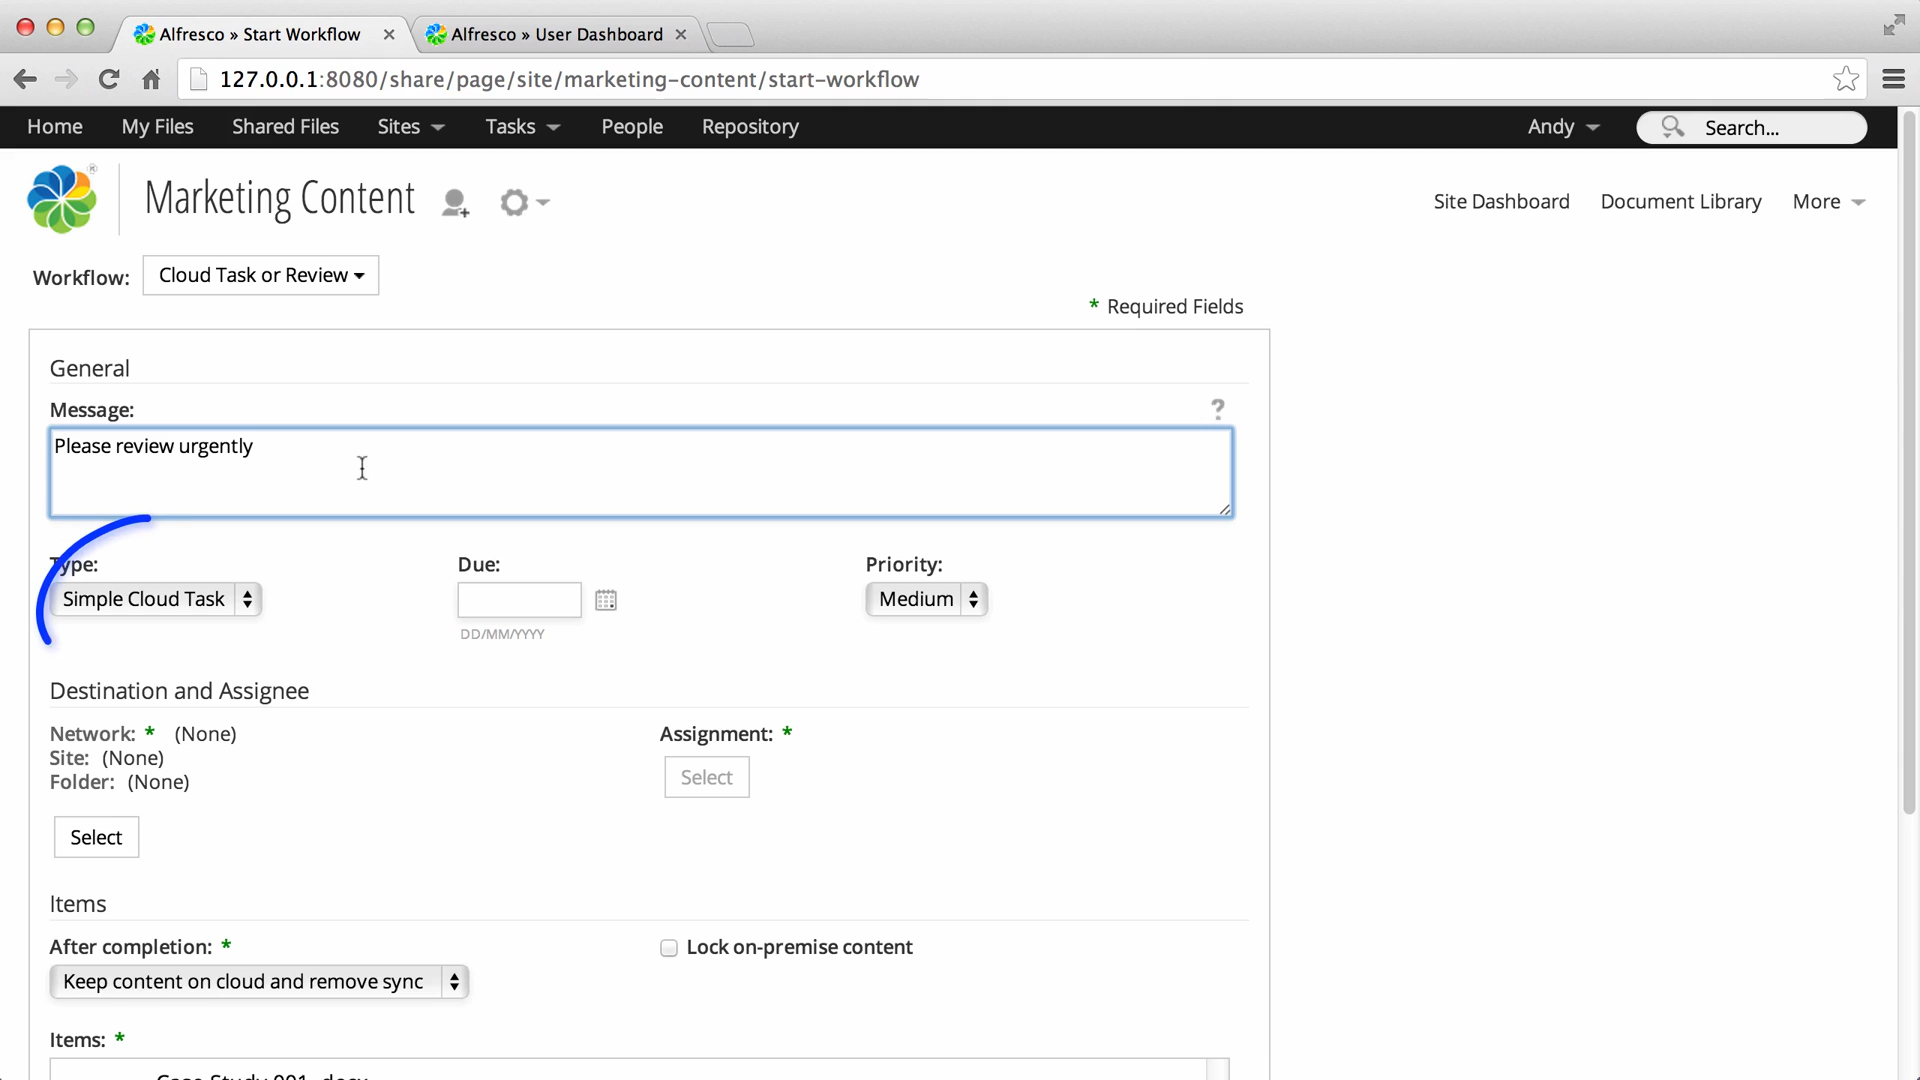 Alfresco » Start Workflow
Alfresco » User Dashboard
127.0.0.1:8080/share/page/site/marketing-content/start-workflow
Home My Files Shared Files Sites Tasks People Repository Andy Search...
Marketing Content Site Dashboard Document Library More
Workflow: Cloud Task or Review
* Required Fields
General
Message: ?
Please review urgently
Type: Due: Priority:
Simple Cloud Task Medium
DD/MM/YYYY
Destination and Assignee
Network: * (None) Assignment: *
Site: (None)
Folder: (None)
Select
Select
Items
After completion: * Lock on-premise content
Keep content on cloud and remove sync
Items: *